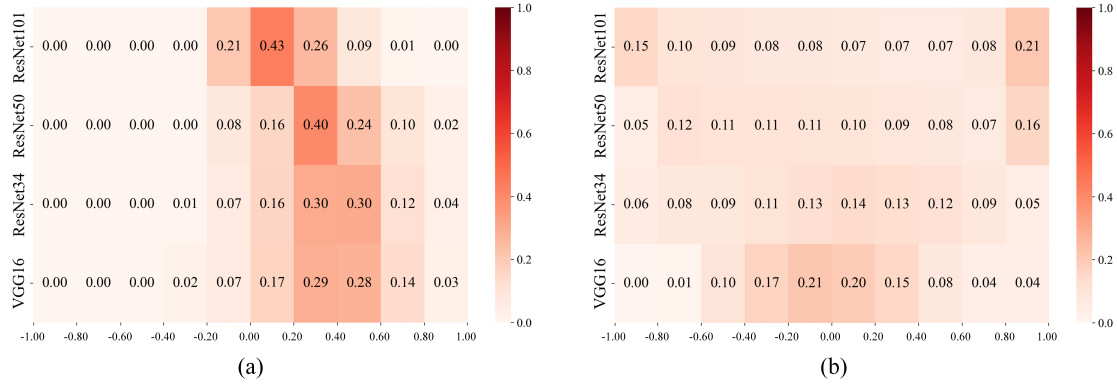 ResNet101 0.00 0.00 0.00 0.00 0.21 0.43 0.26 0.09 0.01 0.00
ResNet50 0.00 0.00 0.00 0.00 0.08 0.16 0.40 0.24 0.10 0.02
ResNet34 0.00 0.00 0.00 0.01 0.07 0.16 0.30 0.30 0.12 0.04
VGG16 0.00 0.00 0.00 0.02 0.07 0.17 0.29 0.28 0.14 0.03
-1.00 -0.80 -0.60 -0.40 -0.20 0.00 0.20 0.40 0.60 0.80 1.00
1.0
0.8
0.6
0.4
0.2
0.0
(a)
ResNet101 0.15 0.10 0.09 0.08 0.08 0.07 0.07 0.07 0.08 0.21
ResNet50 0.05 0.12 0.11 0.11 0.11 0.10 0.09 0.08 0.07 0.16
ResNet34 0.06 0.08 0.09 0.11 0.13 0.14 0.13 0.12 0.09 0.05
VGG16 0.00 0.01 0.10 0.17 0.21 0.20 0.15 0.08 0.04 0.04
-1.00 -0.80 -0.60 -0.40 -0.20 0.00 0.20 0.40 0.60 0.80 1.00
1.0
0.8
0.6
0.4
0.2
0.0
(b)